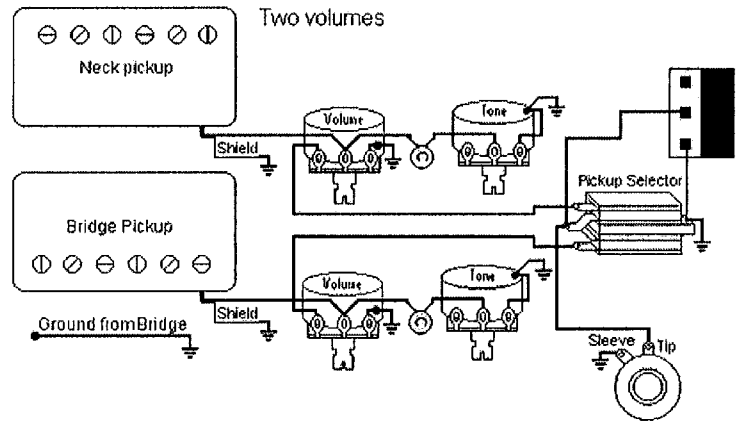 Two volumes
Neck pickup
Volume
Tone
Shield
Pickup Selector
Bridge Pickup
Volume
Tone
Shield
Ground from Bridge
Sleeve
Tip